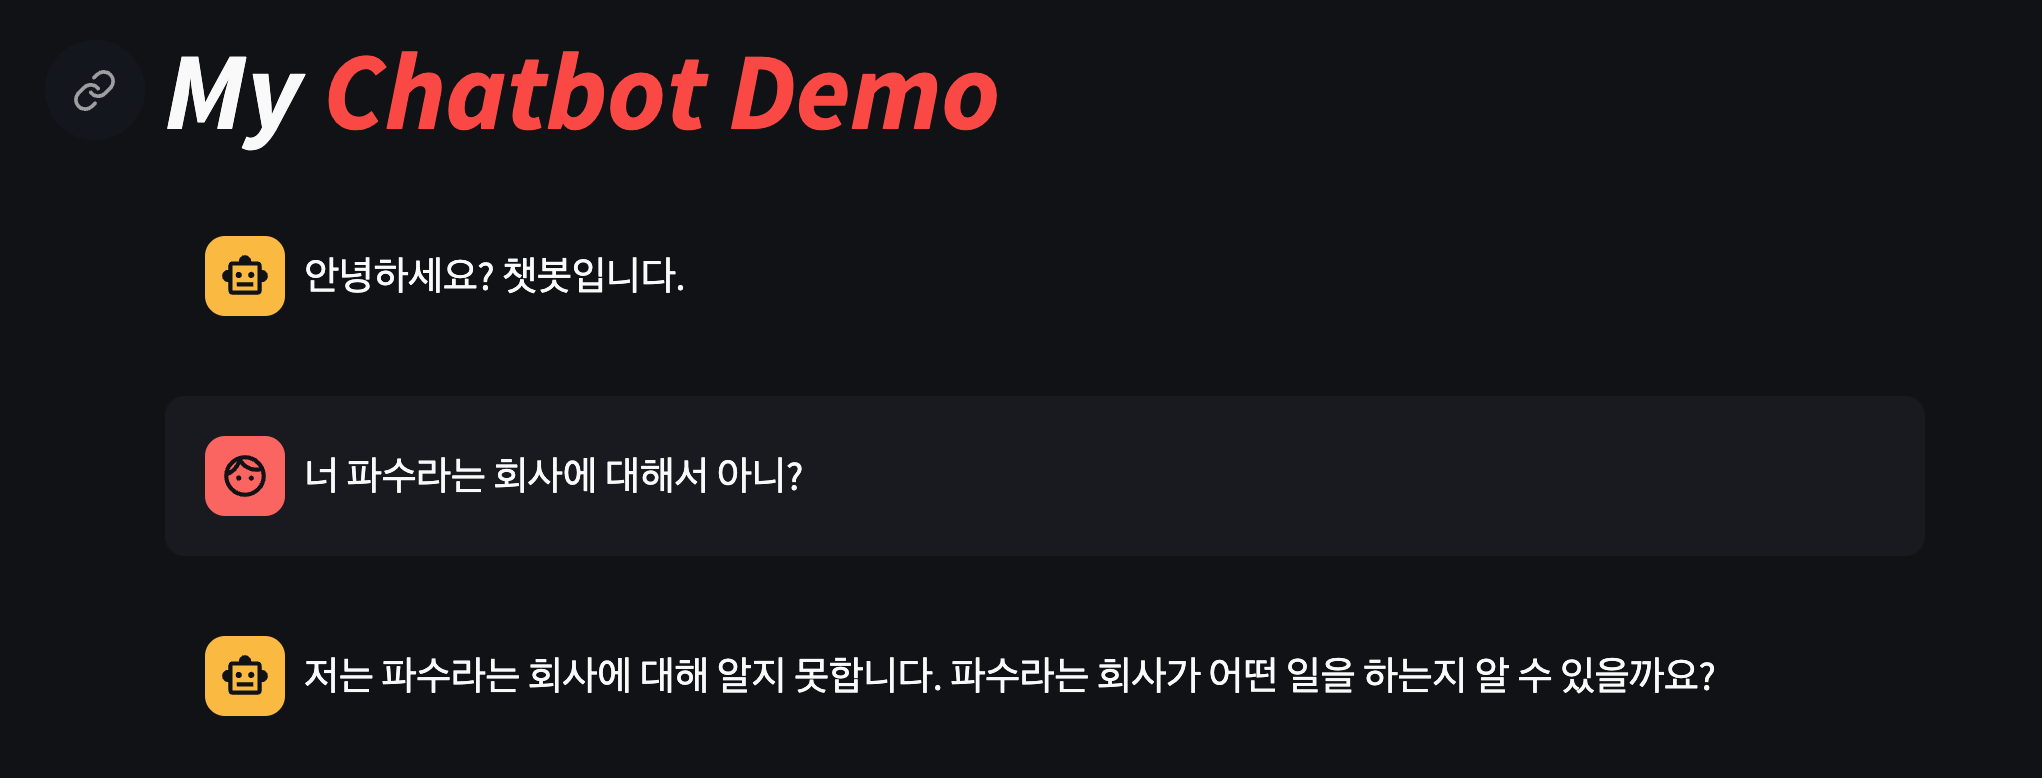 My Chatbot Demo
안녕하세요? 챗봇입니다.
너 파수라는 회사에 대해서 아니?
저는 파수라는 회사에 대해 알지 못합니다. 파수라는 회사가 어떤 일을 하는지 알 수 있을까요?